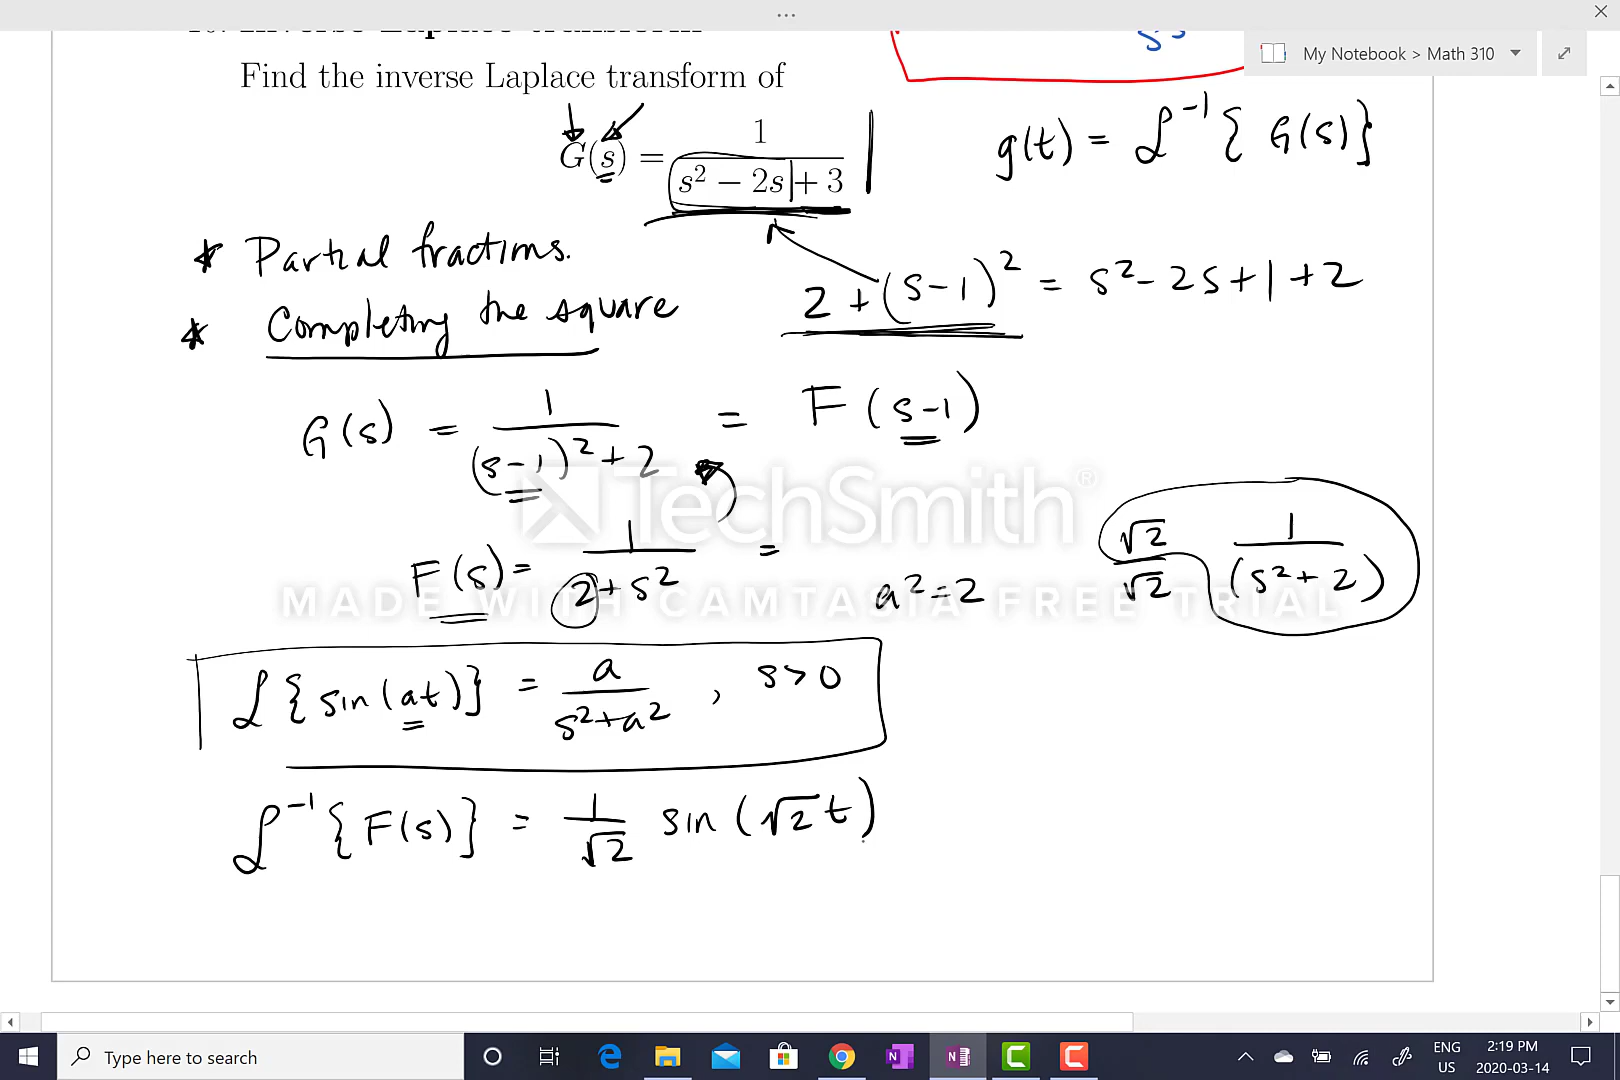 My Notebook > Math 310
Find the inverse Laplace transform of
G(s) = 1 / (s² − 2s + 3)
g(t) = ℒ⁻¹{ G(s)}
* Partial fractions.
2 + (s-1)² = s² - 2s + 1 + 2
* Completing the square
G(s) = 1 / ((s-1)² + 2) = F(s-1)
TechSmith®
F(s) = 1 / (2 + s²) =
a² = 2
√2/√2 1/(s² + 2)
MADE WITH CAMTASIA FREE TRIAL
ℒ{sin(at)} = a / (s² + a²) , s > 0
ℒ⁻¹{F(s)} = 1/√2 sin(√2t)
Type here to search
ENG
US
2:19 PM
2020-03-14